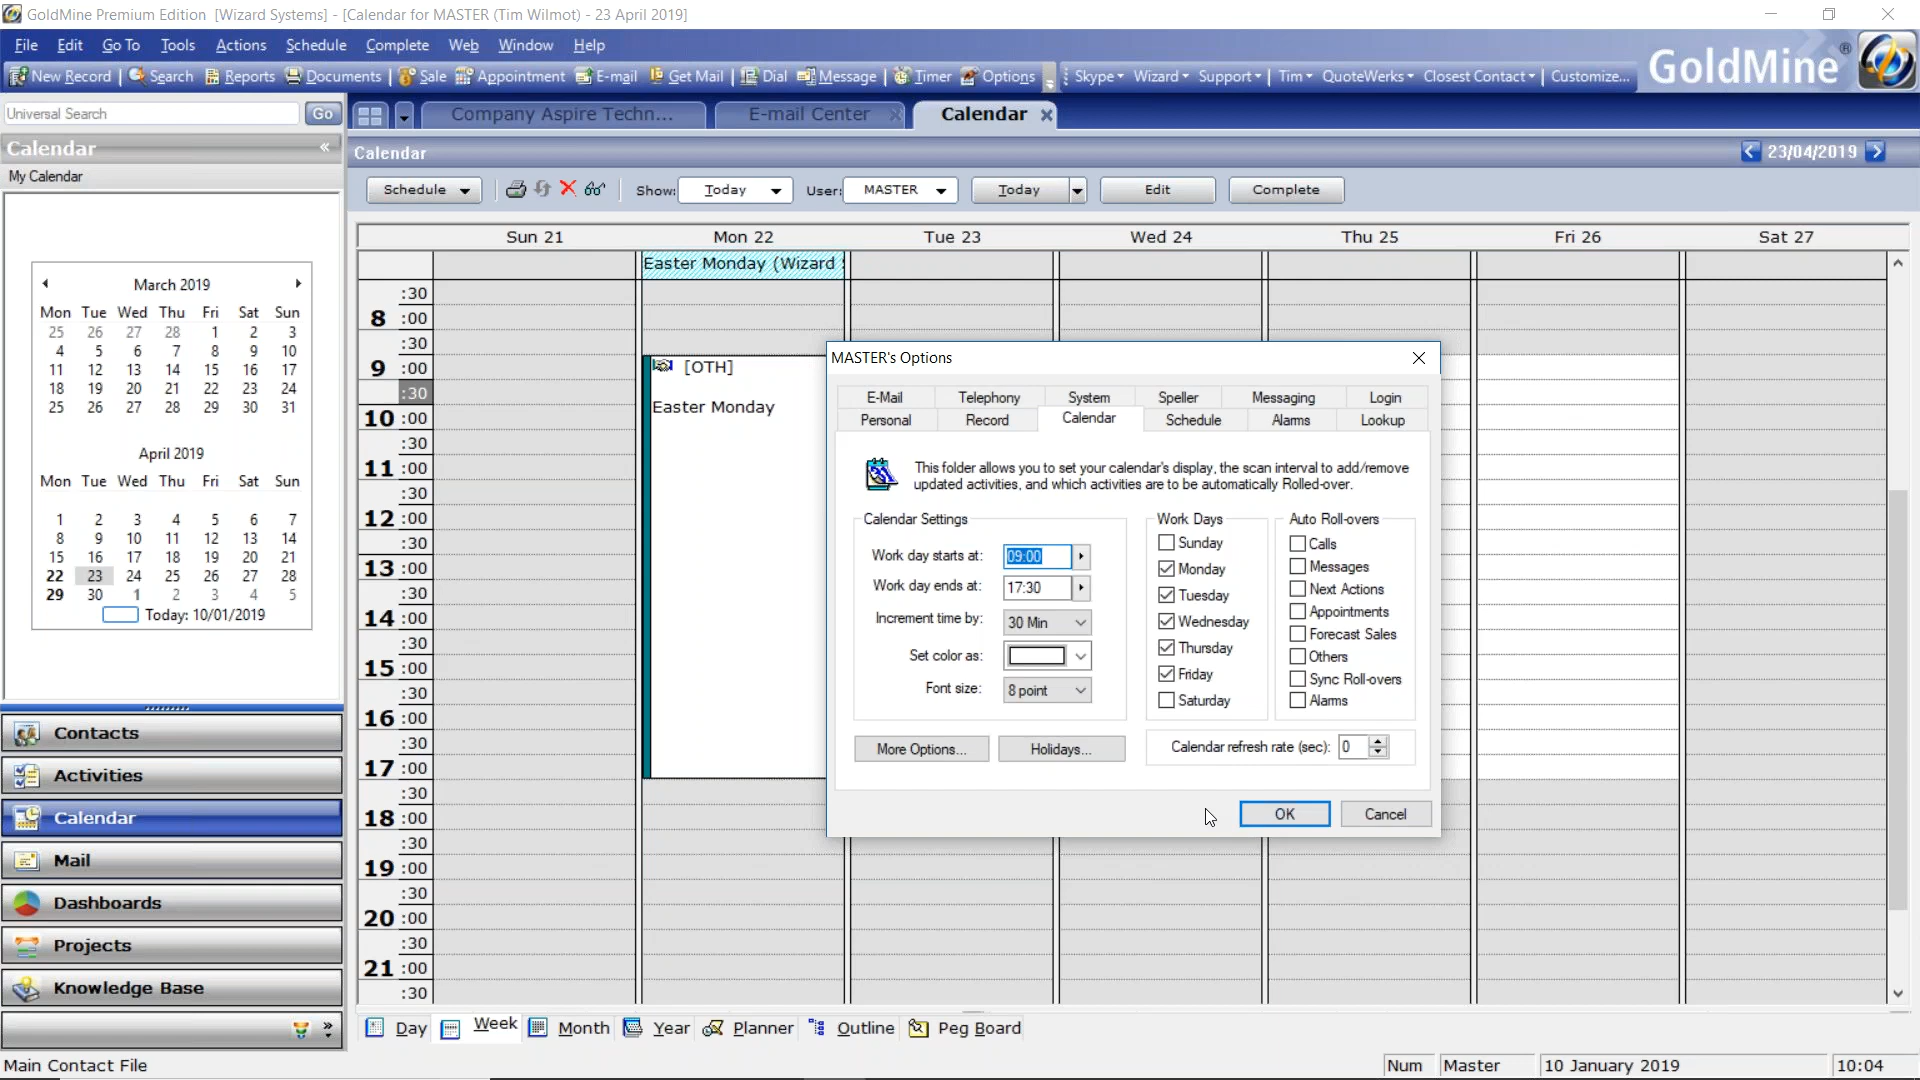 GoldMine Premium Edition [Wizard Systems] - [Calendar for MASTER (Tim Wilmot) - 23 April 2019]
File Edit Go To Tools Actions Schedule Complete Web Window Help
New Record Search Reports Documents Sale Appointment E-mail Get Mail Dial Message Timer Options Skype Wizard Support Tim QuoteWerks Closest Contact Customize...
GoldMine®
Universal Search Go
Company Aspire Techn... E-mail Center Calendar
Calendar «
Calendar 23/04/2019
My Calendar
Schedule Show: Today User: MASTER Today Edit Complete
Sun 21 Mon 22 Tue 23 Wed 24 Thu 25 Fri 26 Sat 27
Easter Monday (Wizard
March 2019
Mon Tue Wed Thu Fri Sat Sun
25 26 27 28 1 2 3
4 5 6 7 8 9 10
11 12 13 14 15 16 17
18 19 20 21 22 23 24
25 26 27 28 29 30 31
April 2019
Mon Tue Wed Thu Fri Sat Sun
1 2 3 4 5 6 7
8 9 10 11 12 13 14
15 16 17 18 19 20 21
22 23 24 25 26 27 28
29 30 1 2 3 4 5
Today: 10/01/2019
Contacts
Activities
Calendar
Mail
Dashboards
Projects
Knowledge Base
»
:30
8 :00
:30
9 :00
:30
10 :00
:30
11 :00
:30
12 :00
:30
13 :00
:30
14 :00
:30
15 :00
:30
16 :00
:30
17 :00
:30
18 :00
:30
19 :00
:30
20 :00
:30
21 :00
:30
[OTH]
Easter Monday
MASTER's Options
E-Mail Telephony System Speller Messaging Login
Personal Record Calendar Schedule Alarms Lookup
This folder allows you to set your calendar's display, the scan interval to add/remove
updated activities, and which activities are to be automatically Rolled-over.
Calendar Settings
Work day starts at: 09:00
Work day ends at: 17:30
Increment time by: 30 Min
Set color as:
Font size: 8 point
More Options... Holidays...
Work Days
Sunday
Monday
Tuesday
Wednesday
Thursday
Friday
Saturday
Auto Roll-overs
Calls
Messages
Next Actions
Appointments
Forecast Sales
Others
Sync Roll-overs
Alarms
Calendar refresh rate (sec): 0
OK Cancel
Day Week Month Year Planner Outline Peg Board
Main Contact File Num Master 10 January 2019 10:04